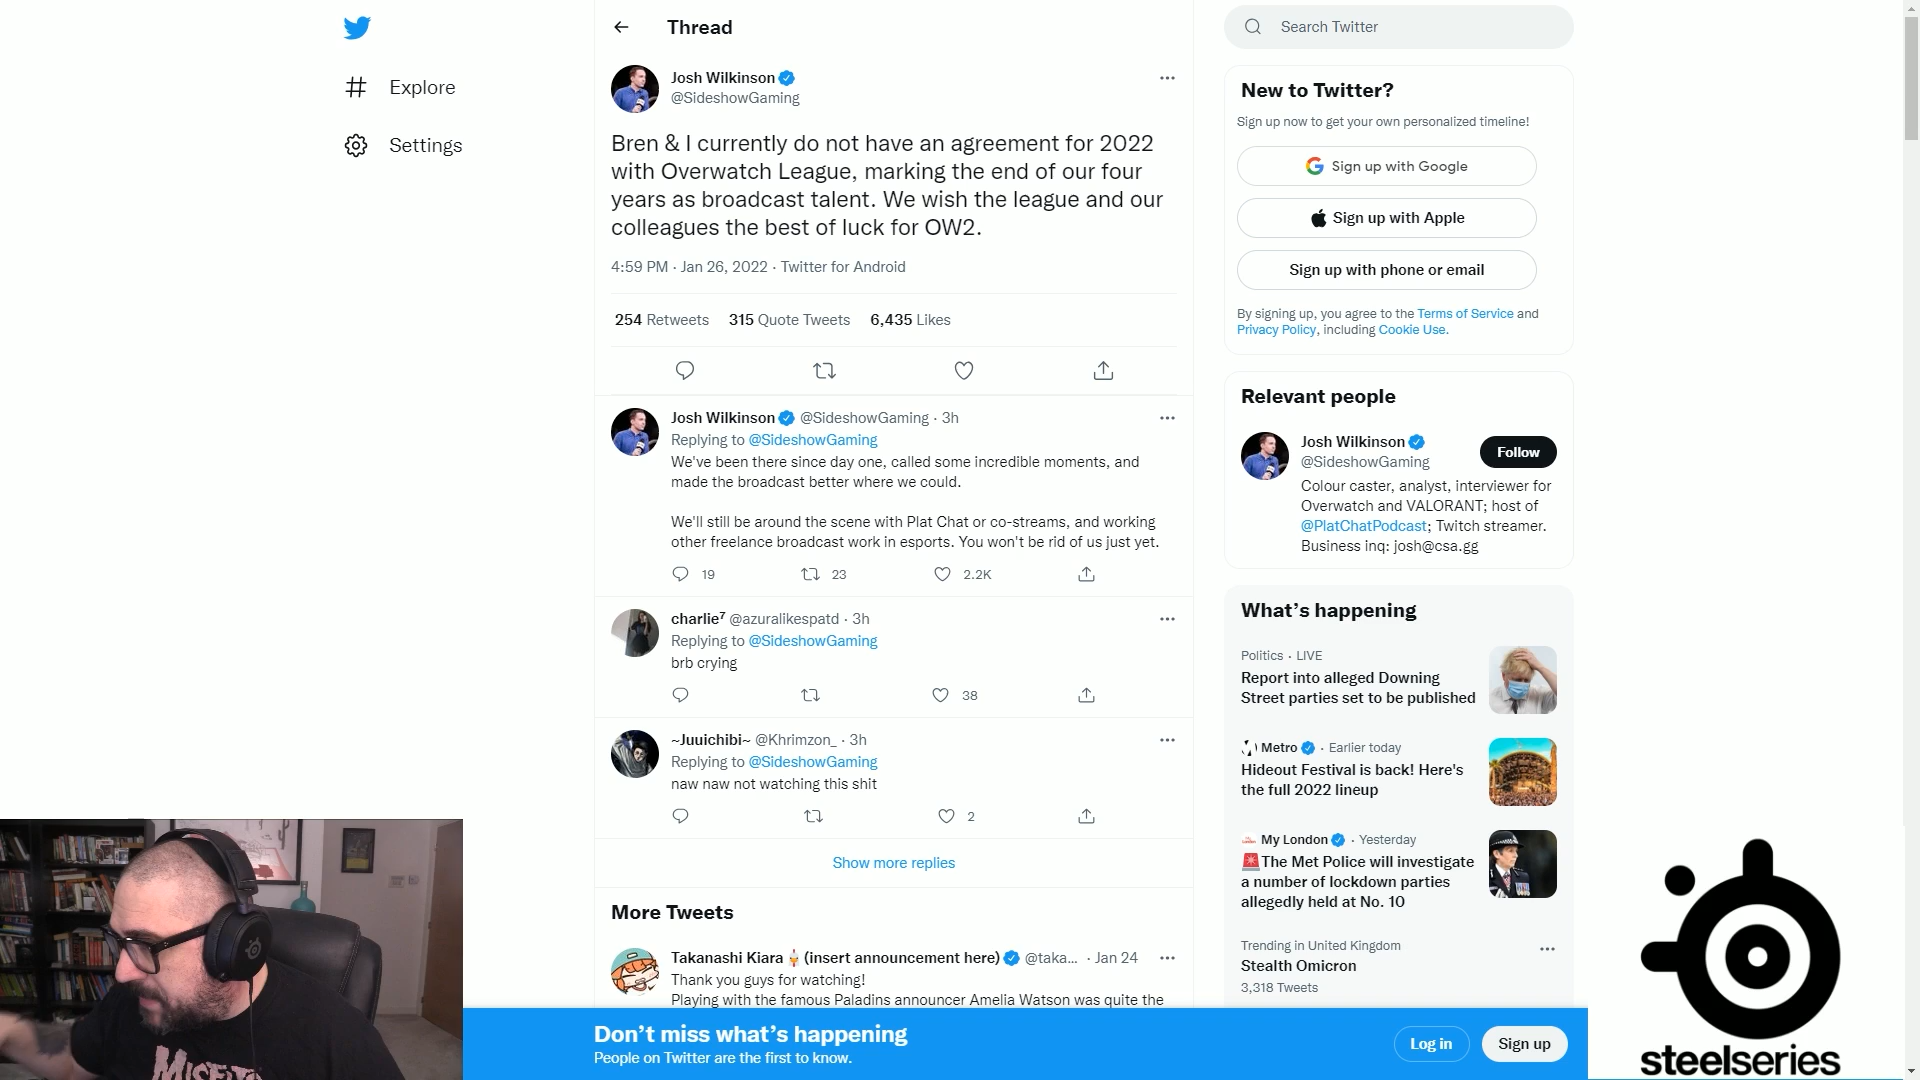 Explore
Settings
Thread
Josh Wilkinson
@SideshowGaming
Bren & I currently do not have an agreement for 2022
with Overwatch League, marking the end of our four
years as broadcast talent. We wish the league and our
colleagues the best of luck for OW2.
4:59 PM · Jan 26, 2022 · Twitter for Android
254 Retweets 315 Quote Tweets 6,435 Likes
Josh Wilkinson @SideshowGaming · 3h
Replying to @SideshowGaming
We've been there since day one, called some incredible moments, and
made the broadcast better where we could.
We'll still be around the scene with Plat Chat or co-streams, and working
other freelance broadcast work in esports. You won't be rid of us just yet.
19 23 2.2K
charlie⁷ @azuralikespatd · 3h
Replying to @SideshowGaming
brb crying
38
~Juuichibi~ @Khrimzon_ · 3h
Replying to @SideshowGaming
naw naw not watching this shit
2
Show more replies
More Tweets
Takanashi Kiara (insert announcement here) @taka... · Jan 24
Thank you guys for watching!
Playing with the famous Paladins announcer Amelia Watson was quite the
Search Twitter
New to Twitter?
Sign up now to get your own personalized timeline!
Sign up with Google
Sign up with Apple
Sign up with phone or email
By signing up, you agree to the Terms of Service and
Privacy Policy, including Cookie Use.
Relevant people
Josh Wilkinson
@SideshowGaming
Follow
Colour caster, analyst, interviewer for
Overwatch and VALORANT; host of
@PlatChatPodcast; Twitch streamer.
Business inq: josh@csa.gg
What's happening
Politics · LIVE
Report into alleged Downing
Street parties set to be published
Metro · Earlier today
Hideout Festival is back! Here's
the full 2022 lineup
My London · Yesterday
🚨The Met Police will investigate
a number of lockdown parties
allegedly held at No. 10
Trending in United Kingdom
Stealth Omicron
3,318 Tweets
Don't miss what's happening
People on Twitter are the first to know.
Log in
Sign up
steelseries